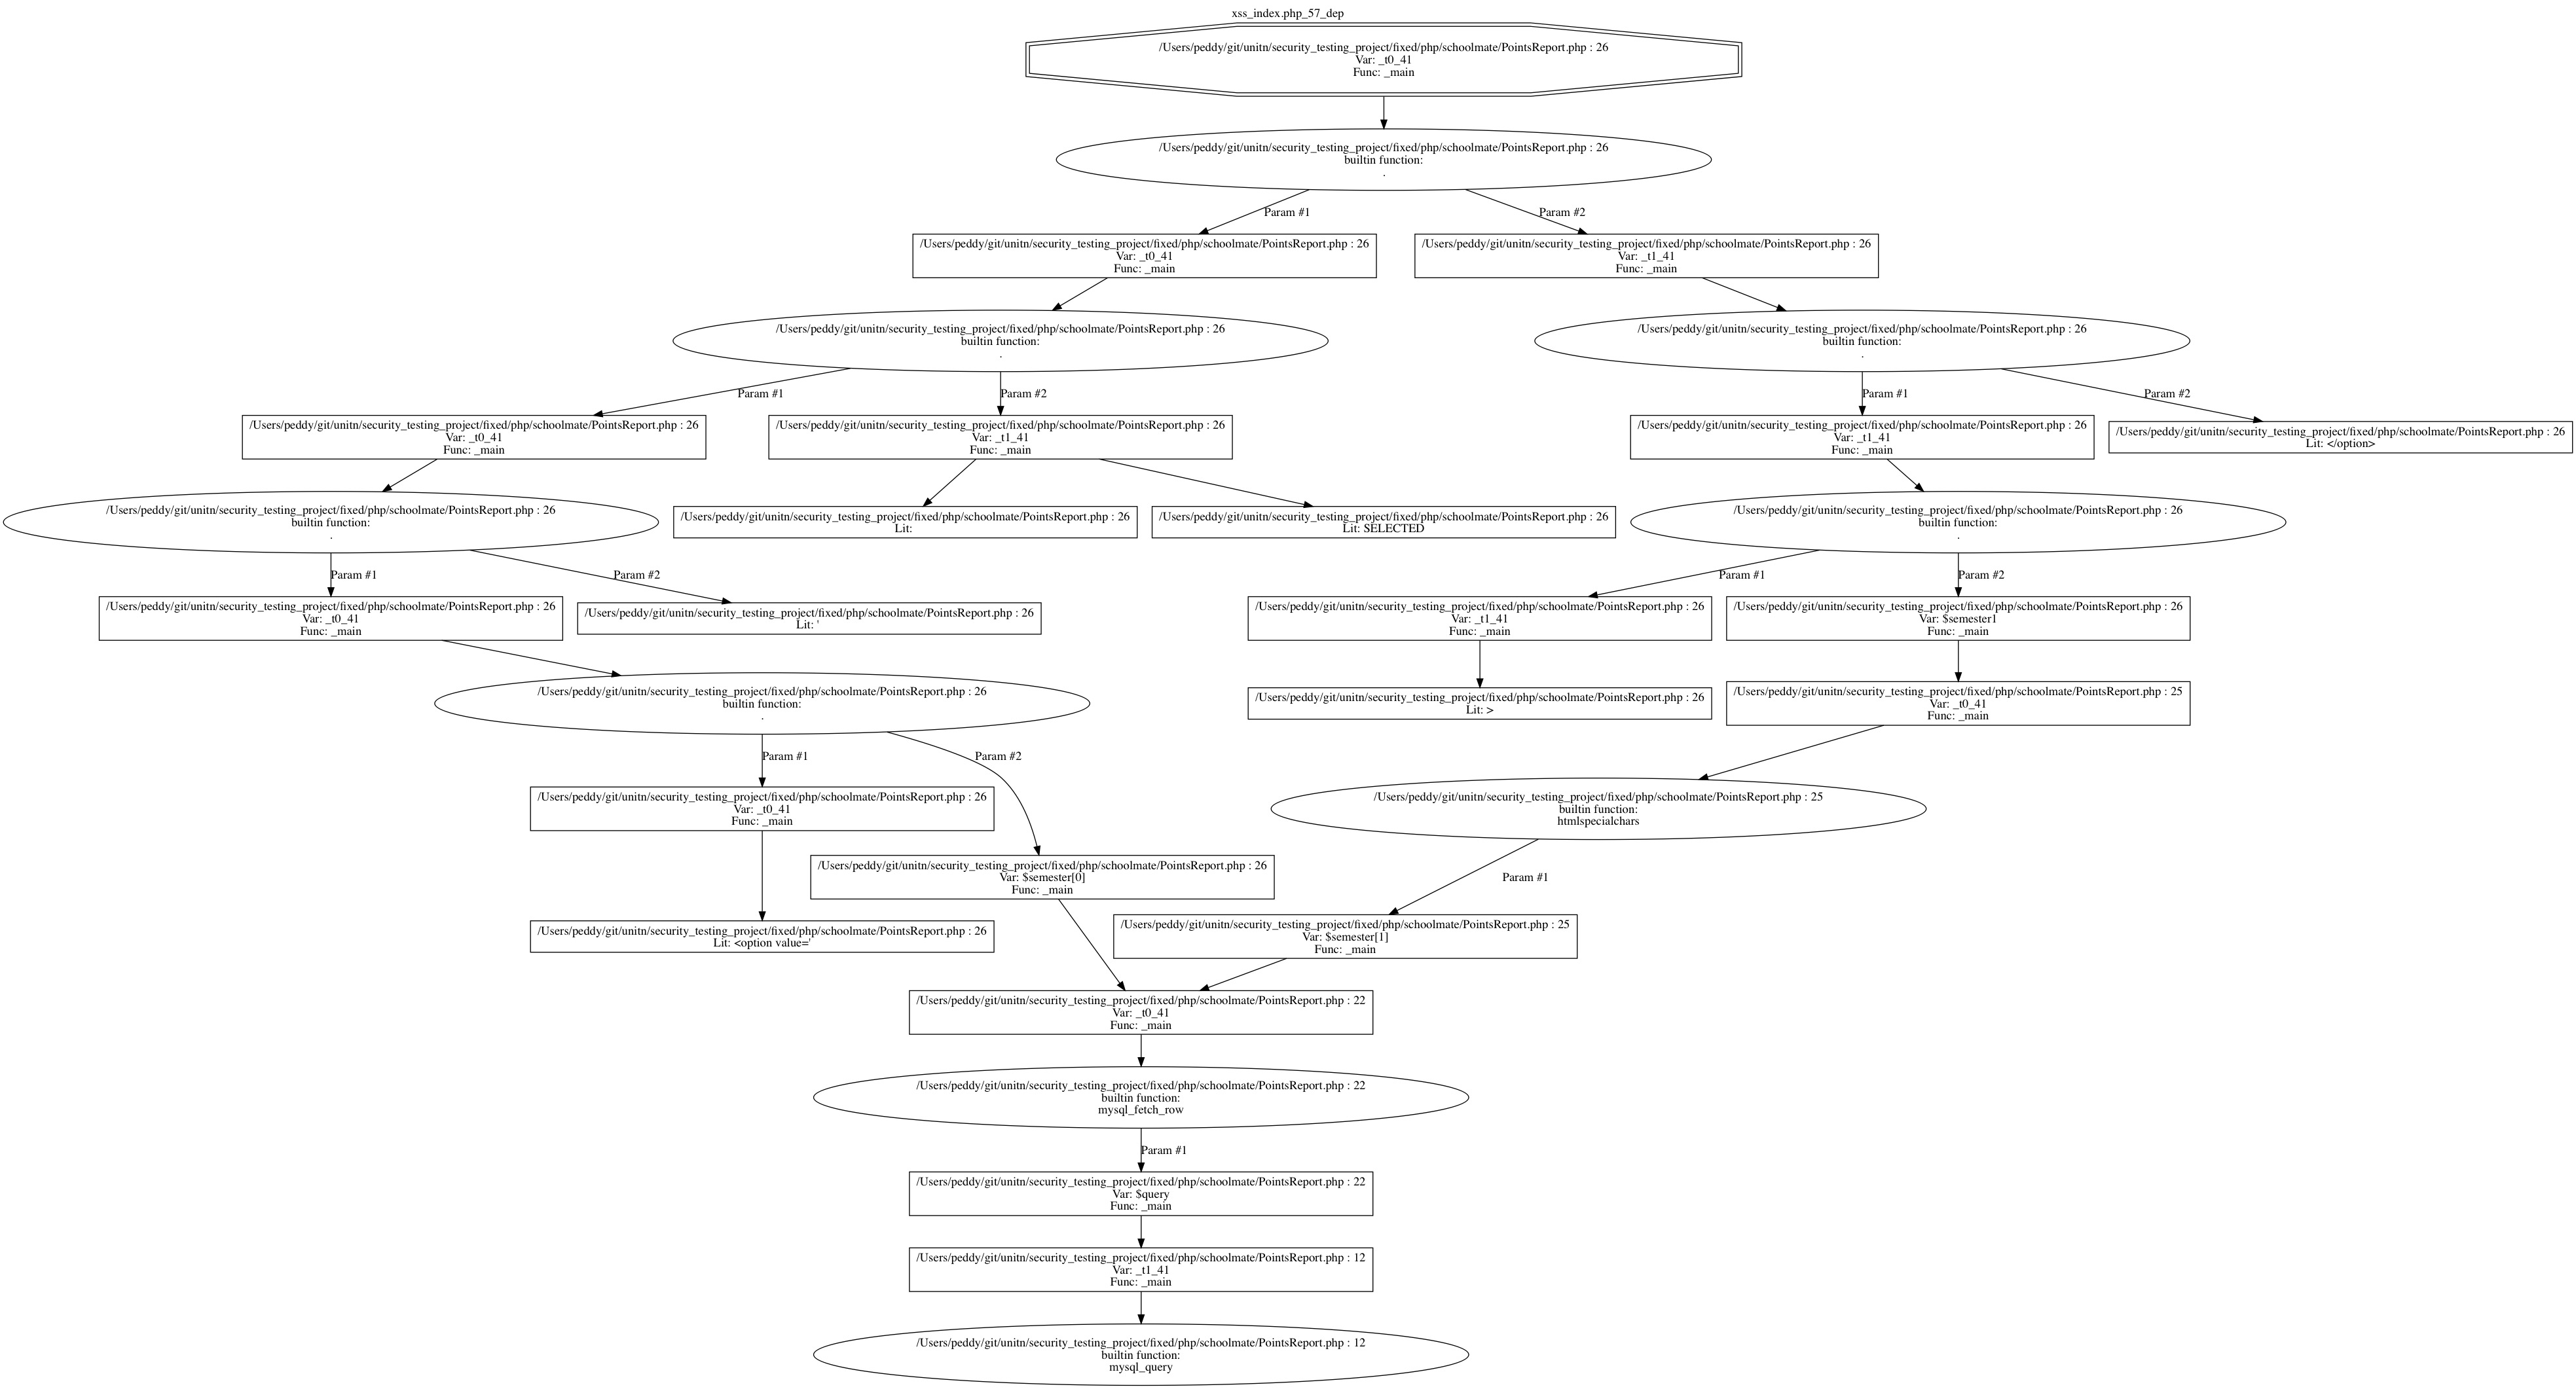 xss_index.php_57_dep
/Users/peddy/git/unitn/security_testing_project/fixed/php/schoolmate/PointsReport.php : 26
Var: _t0_41
Func: _main
/Users/peddy/git/unitn/security_testing_project/fixed/php/schoolmate/PointsReport.php : 26
builtin function:
.
Param #1
Param #2
/Users/peddy/git/unitn/security_testing_project/fixed/php/schoolmate/PointsReport.php : 26
Var: _t0_41
Func: _main
/Users/peddy/git/unitn/security_testing_project/fixed/php/schoolmate/PointsReport.php : 26
Var: _t1_41
Func: _main
/Users/peddy/git/unitn/security_testing_project/fixed/php/schoolmate/PointsReport.php : 26
builtin function:
.
/Users/peddy/git/unitn/security_testing_project/fixed/php/schoolmate/PointsReport.php : 26
builtin function:
.
Param #1
Param #2
Param #1
Param #2
/Users/peddy/git/unitn/security_testing_project/fixed/php/schoolmate/PointsReport.php : 26
Var: _t0_41
Func: _main
/Users/peddy/git/unitn/security_testing_project/fixed/php/schoolmate/PointsReport.php : 26
Var: _t1_41
Func: _main
/Users/peddy/git/unitn/security_testing_project/fixed/php/schoolmate/PointsReport.php : 26
Var: _t1_41
Func: _main
/Users/peddy/git/unitn/security_testing_project/fixed/php/schoolmate/PointsReport.php : 26
Lit: </option>
/Users/peddy/git/unitn/security_testing_project/fixed/php/schoolmate/PointsReport.php : 26
builtin function:
.
/Users/peddy/git/unitn/security_testing_project/fixed/php/schoolmate/PointsReport.php : 26
Lit:
/Users/peddy/git/unitn/security_testing_project/fixed/php/schoolmate/PointsReport.php : 26
Lit: SELECTED
/Users/peddy/git/unitn/security_testing_project/fixed/php/schoolmate/PointsReport.php : 26
builtin function:
.
Param #1
Param #2
Param #1
Param #2
/Users/peddy/git/unitn/security_testing_project/fixed/php/schoolmate/PointsReport.php : 26
Var: _t0_41
Func: _main
/Users/peddy/git/unitn/security_testing_project/fixed/php/schoolmate/PointsReport.php : 26
Lit: '
/Users/peddy/git/unitn/security_testing_project/fixed/php/schoolmate/PointsReport.php : 26
Var: _t1_41
Func: _main
/Users/peddy/git/unitn/security_testing_project/fixed/php/schoolmate/PointsReport.php : 26
Var: $semester1
Func: _main
/Users/peddy/git/unitn/security_testing_project/fixed/php/schoolmate/PointsReport.php : 26
builtin function:
.
/Users/peddy/git/unitn/security_testing_project/fixed/php/schoolmate/PointsReport.php : 26
Lit: >
/Users/peddy/git/unitn/security_testing_project/fixed/php/schoolmate/PointsReport.php : 25
Var: _t0_41
Func: _main
Param #1
Param #2
/Users/peddy/git/unitn/security_testing_project/fixed/php/schoolmate/PointsReport.php : 26
Var: _t0_41
Func: _main
/Users/peddy/git/unitn/security_testing_project/fixed/php/schoolmate/PointsReport.php : 25
builtin function:
htmlspecialchars
/Users/peddy/git/unitn/security_testing_project/fixed/php/schoolmate/PointsReport.php : 26
Var: $semester[0]
Func: _main
Param #1
/Users/peddy/git/unitn/security_testing_project/fixed/php/schoolmate/PointsReport.php : 26
Lit: <option value='
/Users/peddy/git/unitn/security_testing_project/fixed/php/schoolmate/PointsReport.php : 25
Var: $semester[1]
Func: _main
/Users/peddy/git/unitn/security_testing_project/fixed/php/schoolmate/PointsReport.php : 22
Var: _t0_41
Func: _main
/Users/peddy/git/unitn/security_testing_project/fixed/php/schoolmate/PointsReport.php : 22
builtin function:
mysql_fetch_row
Param #1
/Users/peddy/git/unitn/security_testing_project/fixed/php/schoolmate/PointsReport.php : 22
Var: $query
Func: _main
/Users/peddy/git/unitn/security_testing_project/fixed/php/schoolmate/PointsReport.php : 12
Var: _t1_41
Func: _main
/Users/peddy/git/unitn/security_testing_project/fixed/php/schoolmate/PointsReport.php : 12
builtin function:
mysql_query